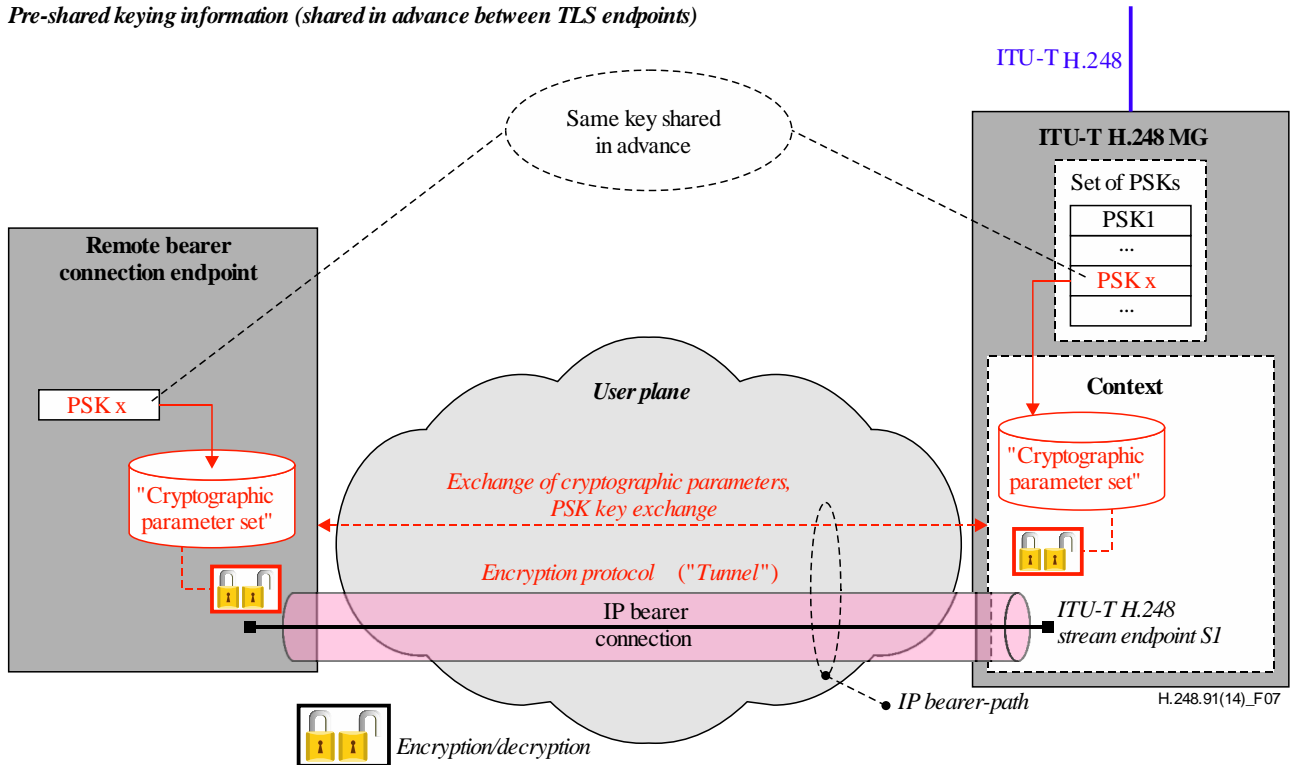 Pre-shared keying information (shared in advance between TLS endpoints)
ITU-T H.248
Same key shared
in advance
ITU-T H.248 MG
Set of PSKs
PSK1
...
PSK x
...
Remote bearer
connection endpoint
PSK x
"Cryptographic
parameter set"
User plane
Context
"Cryptographic
parameter set"
Exchange of cryptographic parameters,
PSK key exchange
Encryption protocol ("Tunnel")
IP bearer
connection
ITU-T H.248
stream endpoint S1
IP bearer-path
H.248.91(14)_F07
Encryption/decryption